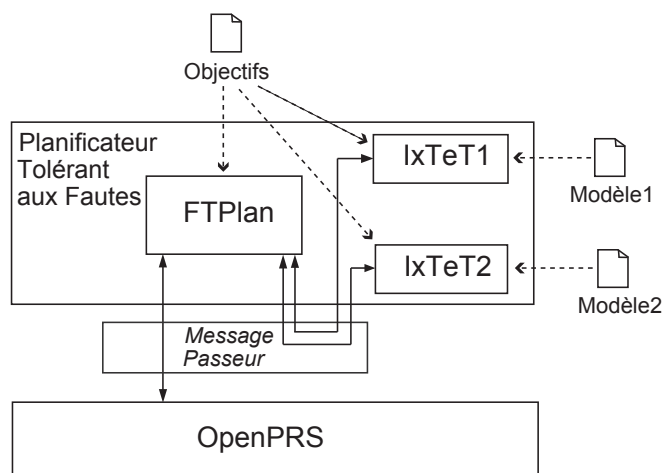 Objectifs
Planificateur
Tolérant
aux Fautes
IxTeT1
Modèle1
FTPlan
IxTeT2
Modèle2
Message
Passeur
OpenPRS